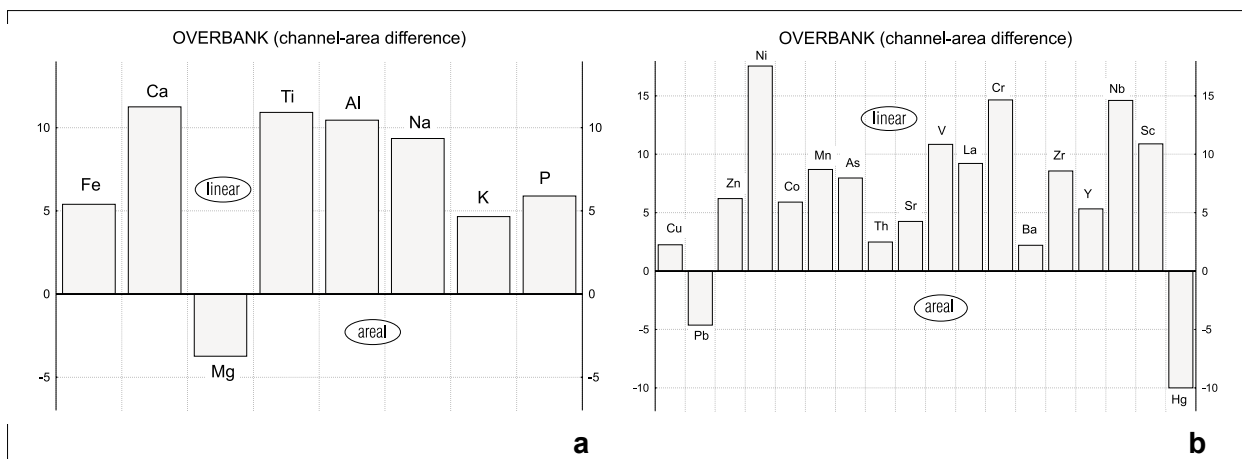 OVERBANK (channel-area difference)
Ca
Ti
Al
Na
Fe
K
P
Mg
linear
areal
10
5
0
-5
10
5
0
-5
a
OVERBANK (channel-area difference)
Ni
Cr
Nb
V
Sc
La
Mn
As
Zr
Zn
Co
Y
Sr
Cu
Th
Ba
Pb
Hg
linear
areal
15
10
5
0
-5
-10
15
10
5
0
-5
-10
b